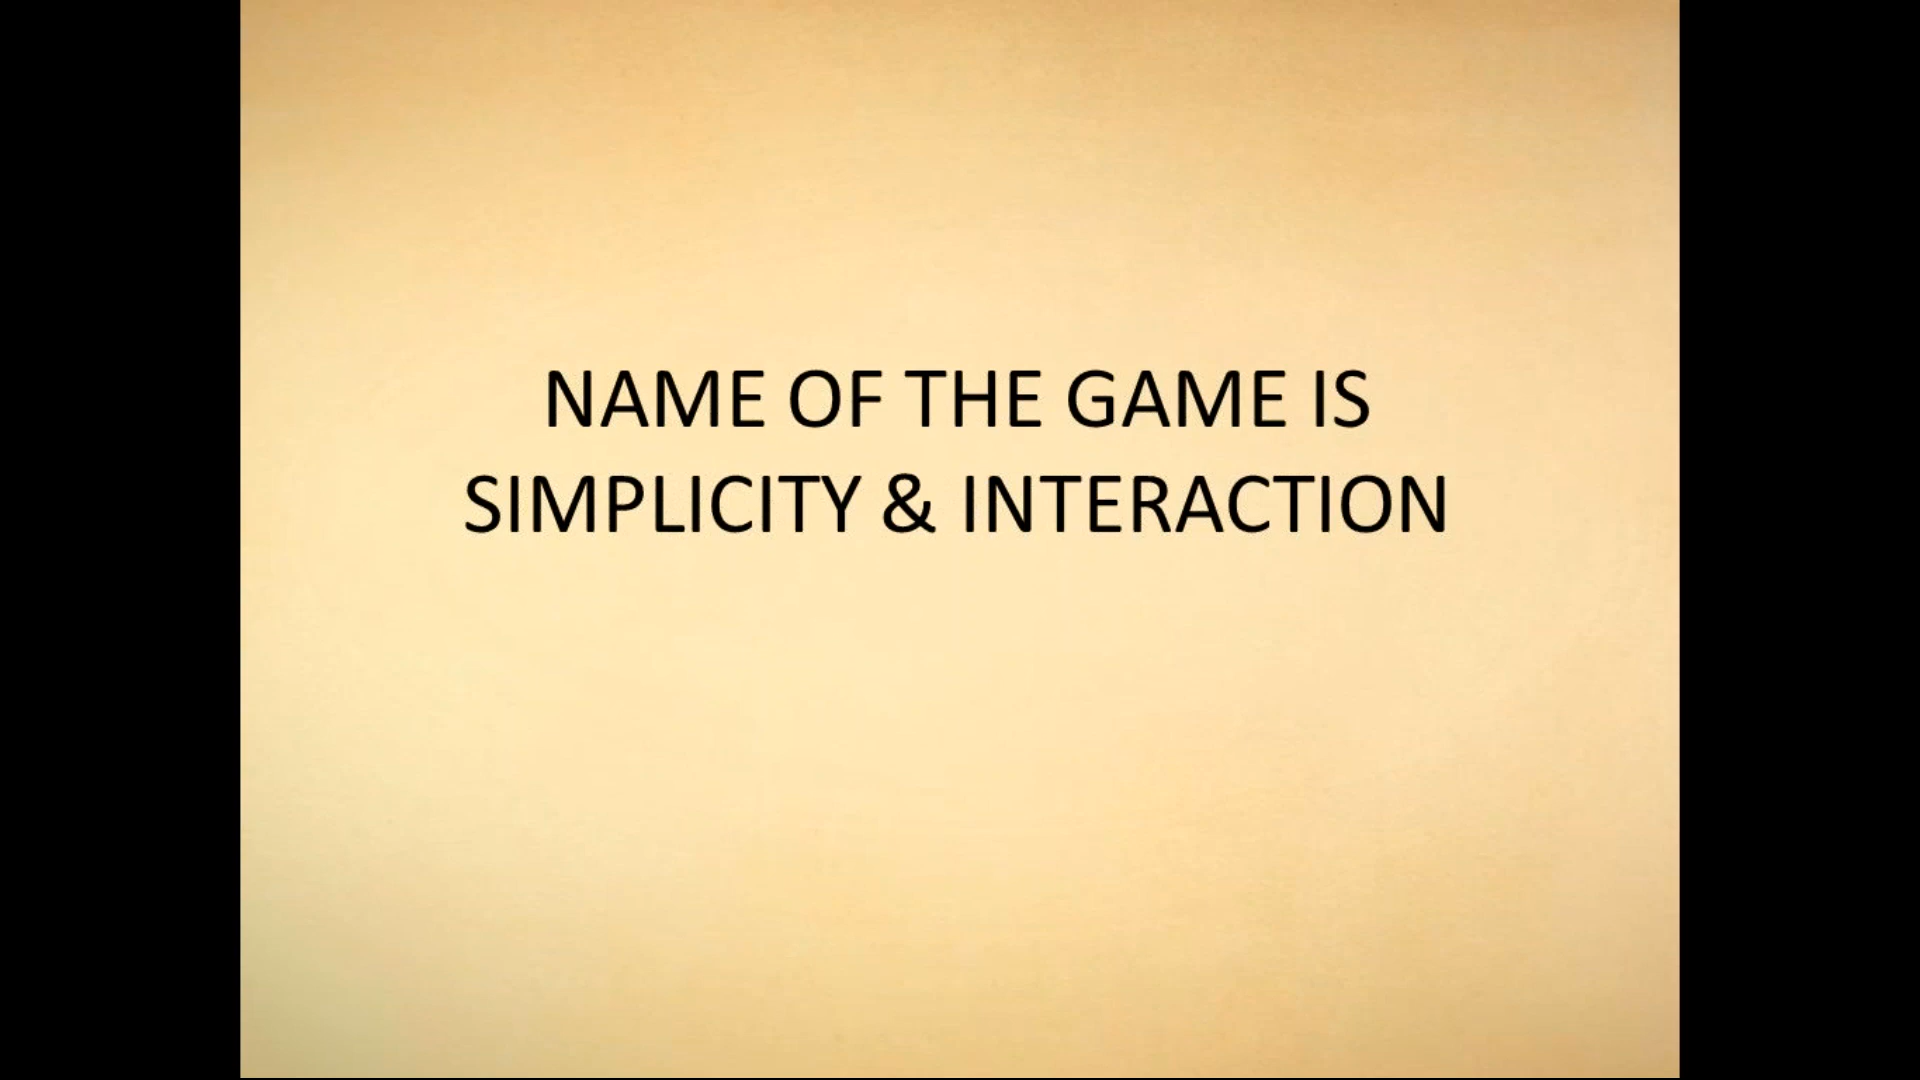 NAME OF THE GAME IS
SIMPLICITY & INTERACTION